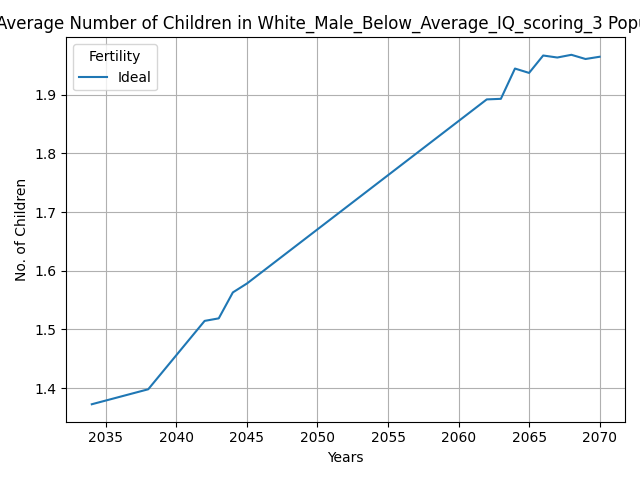 Average Number of Children in White_Male_Below_Average_IQ_scoring_3
Fertility
Ideal
1.9
1.8
1.7
1.6
1.5
1.4
No. of Children
2035 2040 2045 2050 2055 2060 2065 2070
Years